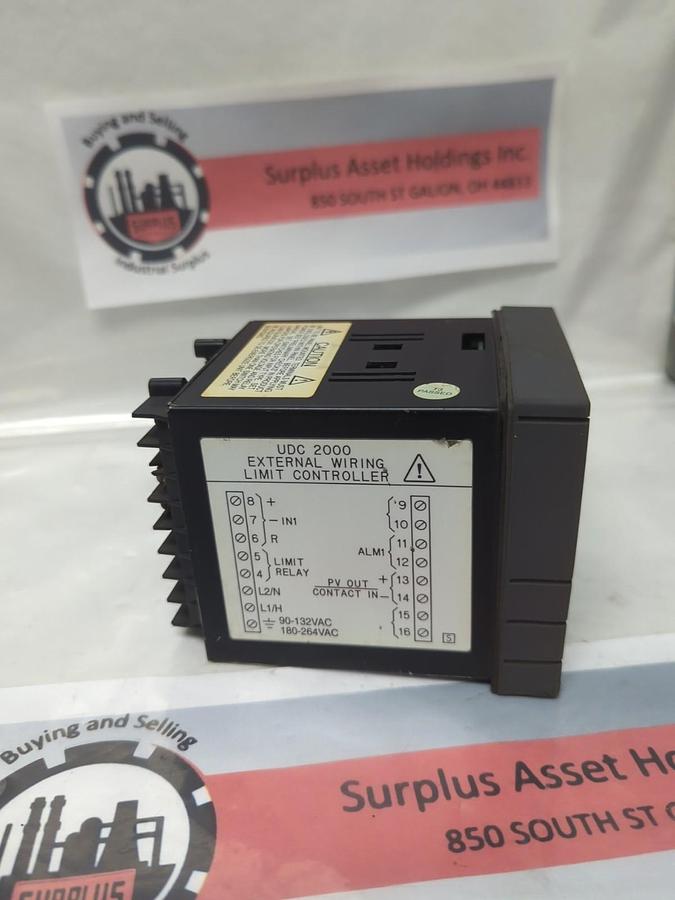 Buying and Selling
SURPLUS
Industrial Surplus
Surplus Asset Holdings Inc.
850 SOUTH ST GALION, OH 44833
CAUTION
T3
PASSED
UDC 2000
EXTERNAL WIRING
LIMIT CONTROLLER
8 +
7 - IN1
6 R
5 LIMIT
4 RELAY
L2/N
L1/H
90-132VAC
180-264VAC
9
10
11
ALM1
12
PV OUT + 13
CONTACT IN - 14
15
16
S
Buying and Selling
SURPLUS
Surplus Asset Ho
850 SOUTH ST G